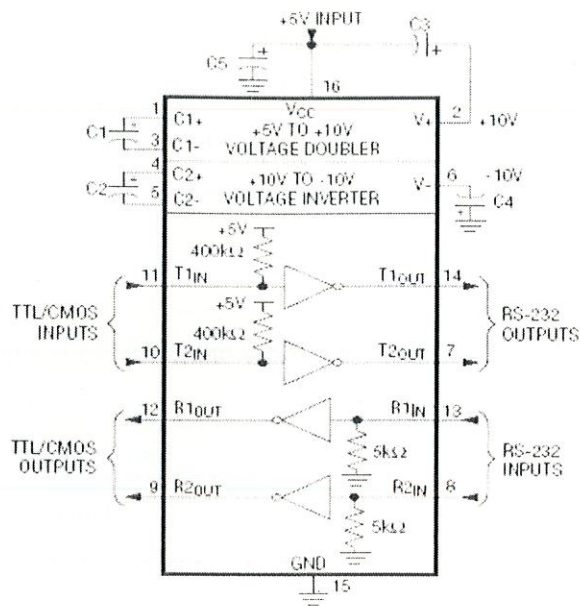 +5V INPUT
C3
+
C5
+
16
1
C1+
VCC
V+
2
+10V
C1
+
+5V TO +10V
3
C1-
VOLTAGE DOUBLER
4
C2+
+10V TO -10V
V-
6
-10V
C2
+
5
C2-
VOLTAGE INVERTER
+
C4
+5V
400kΩ
11
T1IN
T1OUT
14
TTL/CMOS
INPUTS
+5V
RS-232
OUTPUTS
400kΩ
10
T2IN
T2OUT
7
12
R1OUT
R1IN
13
TTL/CMOS
OUTPUTS
5kΩ
RS-232
INPUTS
9
R2OUT
R2IN
8
5kΩ
GND
15